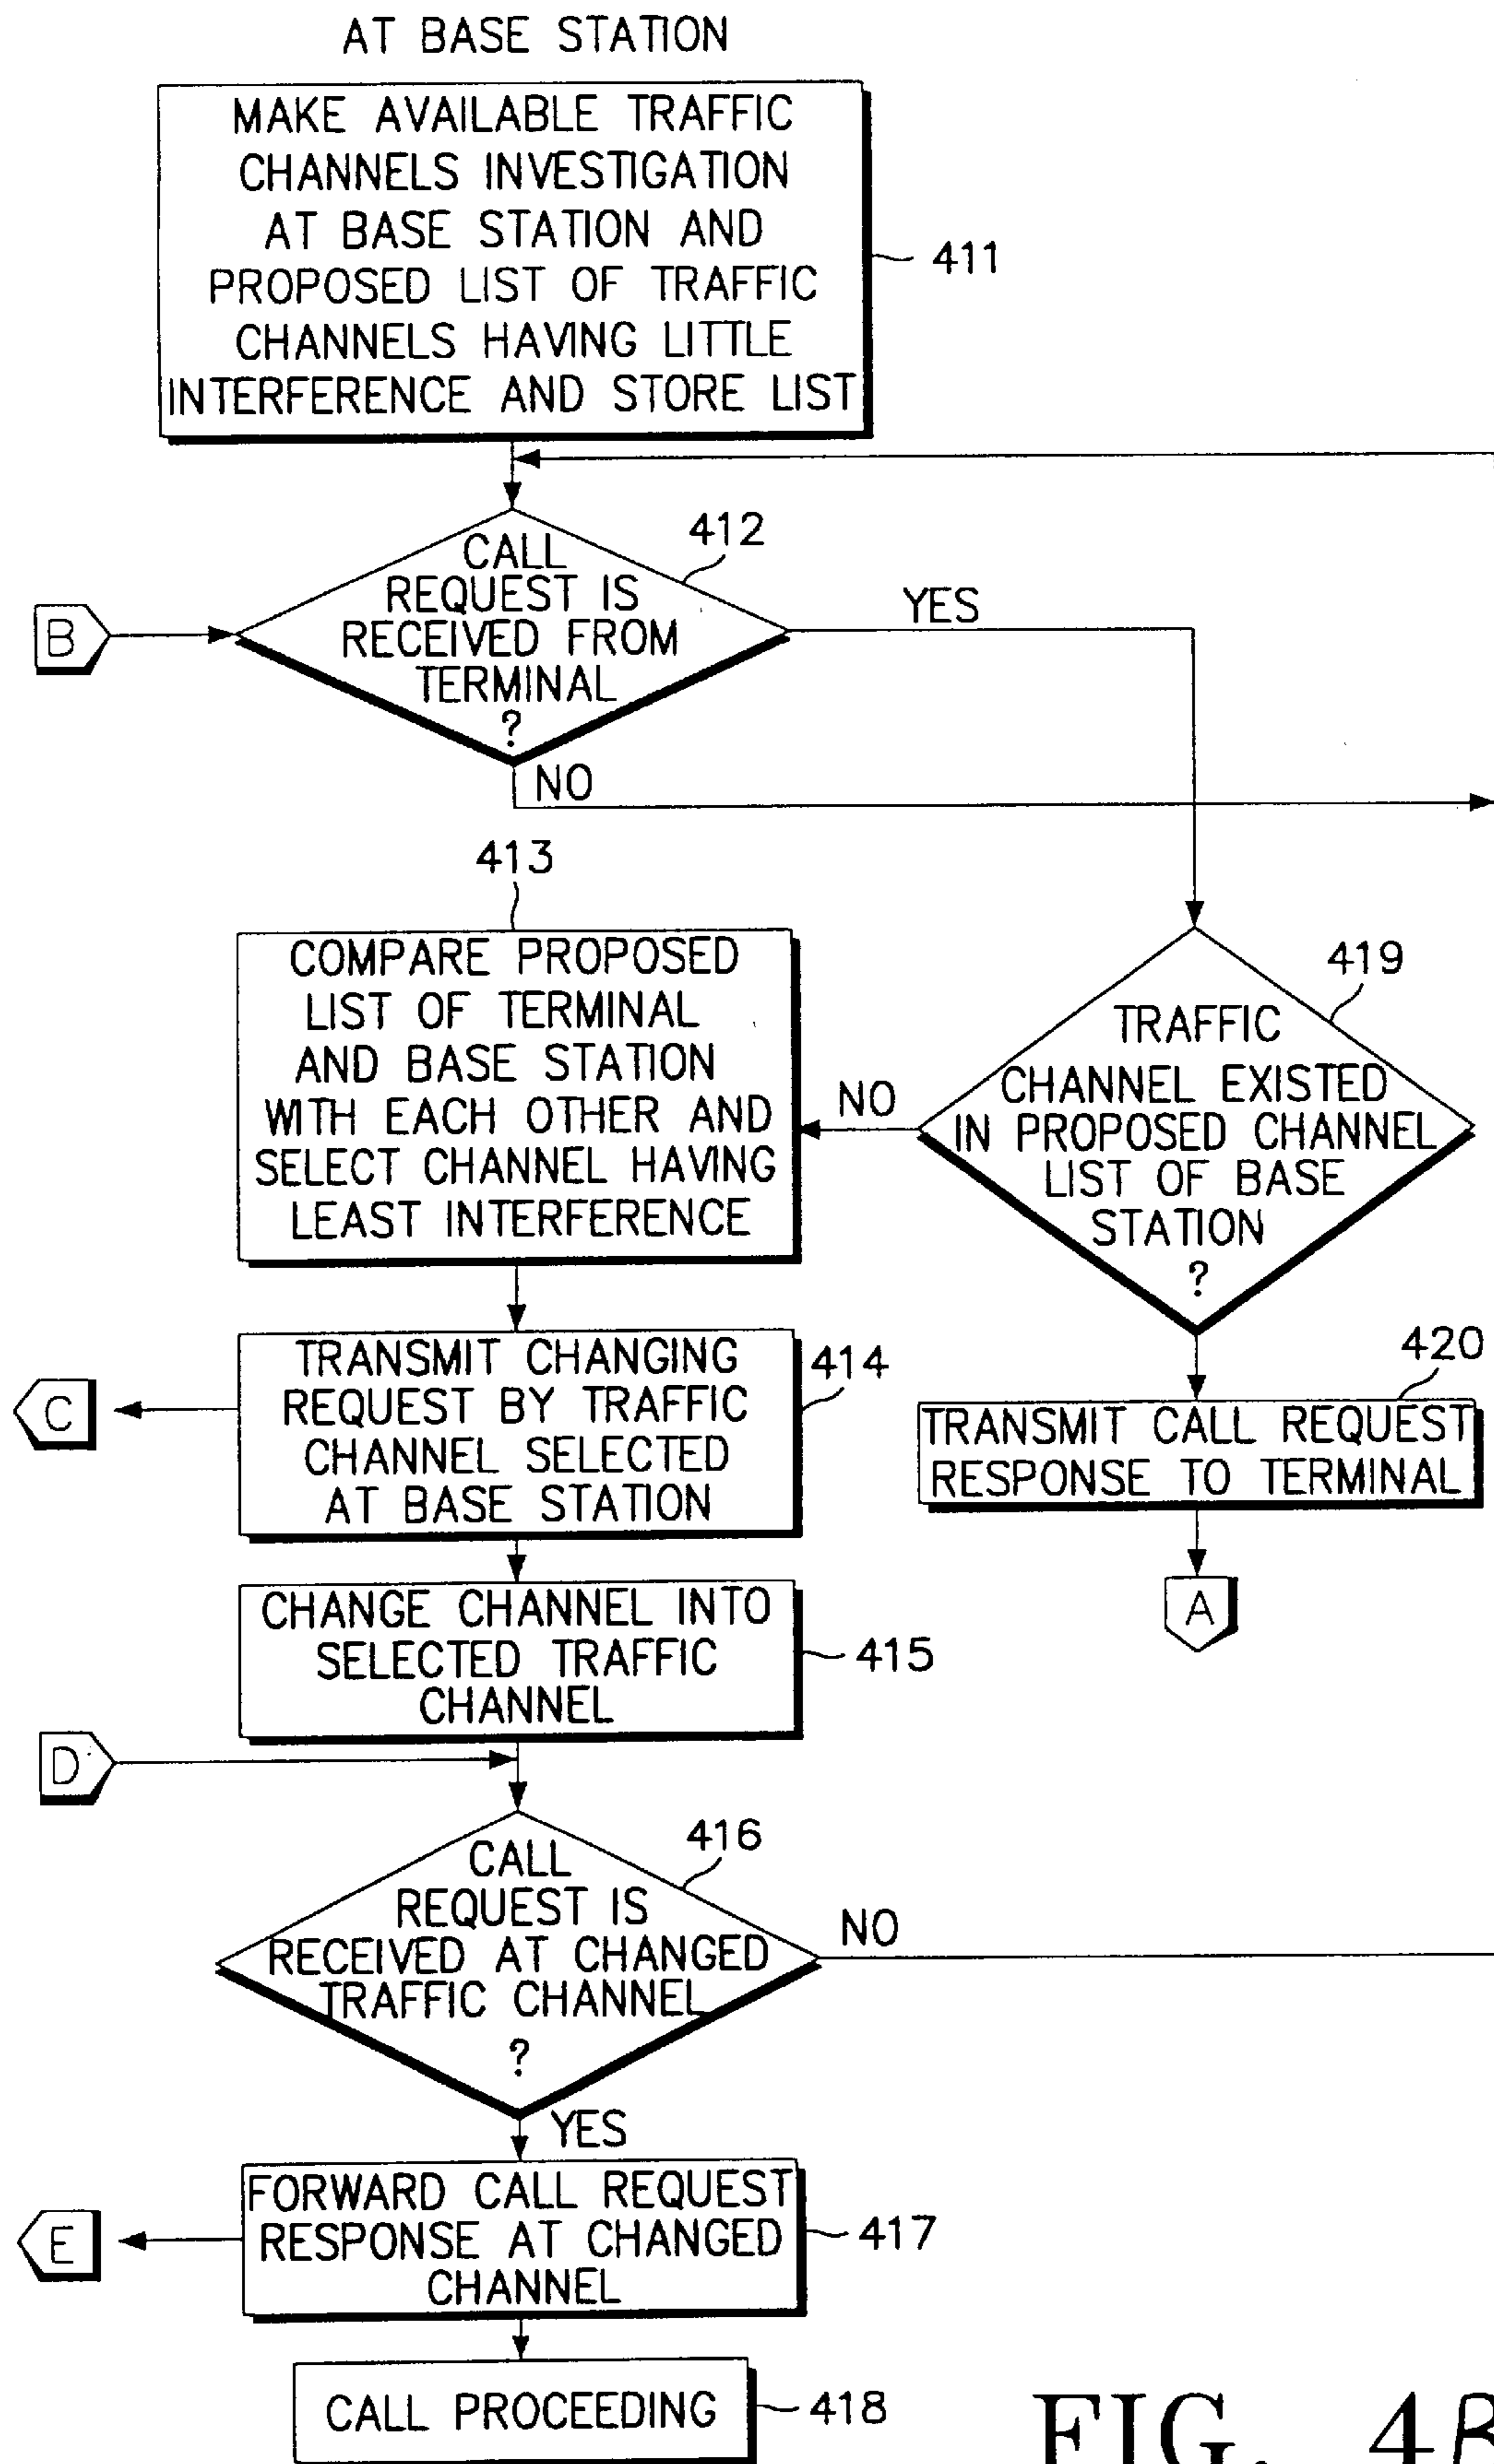 AT BASE STATION
MAKE AVAILABLE TRAFFIC
CHANNELS INVESTIGATION
AT BASE STATION AND
PROPOSED LIST OF TRAFFIC
CHANNELS HAVING LITTLE
INTERFERENCE AND STORE LIST
411
412
CALL
REQUEST IS
RECEIVED FROM
TERMINAL
?
YES
B
NO
413
COMPARE PROPOSED
LIST OF TERMINAL
AND BASE STATION
WITH EACH OTHER AND
SELECT CHANNEL HAVING
LEAST INTERFERENCE
NO
419
TRAFFIC
CHANNEL EXISTED
IN PROPOSED CHANNEL
LIST OF BASE
STATION
?
TRANSMIT CHANGING
REQUEST BY TRAFFIC
CHANNEL SELECTED
AT BASE STATION
414
C
420
TRANSMIT CALL REQUEST
RESPONSE TO TERMINAL
A
CHANGE CHANNEL INTO
SELECTED TRAFFIC
CHANNEL
415
D
416
CALL
REQUEST IS
RECEIVED AT CHANGED
TRAFFIC CHANNEL
?
NO
YES
FORWARD CALL REQUEST
RESPONSE AT CHANGED
CHANNEL
417
E
CALL PROCEEDING
418
FIG. 4B